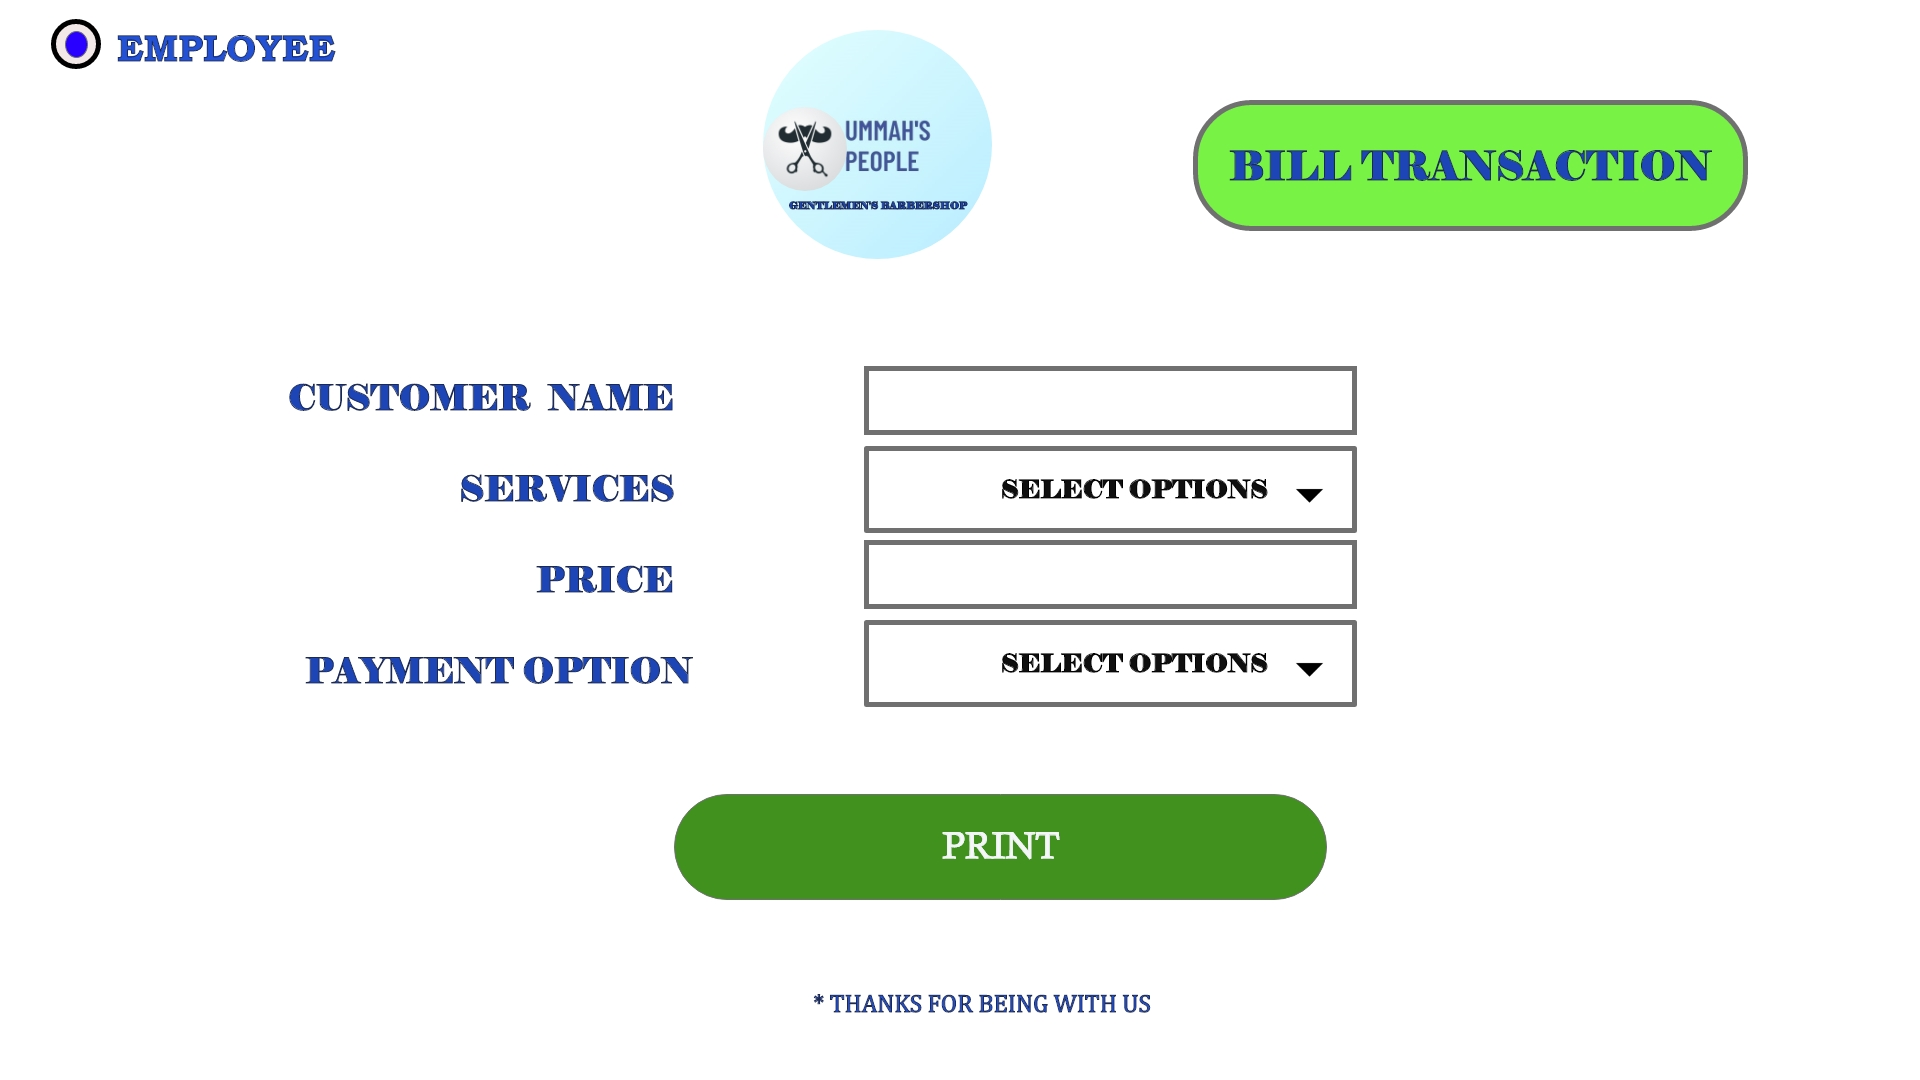 EMPLOYEE
UMMAH'S
PEOPLE
GENTLEMEN'S BARBERSHOP
BILL TRANSACTION
CUSTOMER NAME
SERVICES
SELECT OPTIONS
PRICE
PAYMENT OPTION
SELECT OPTIONS
PRINT
* THANKS FOR BEING WITH US